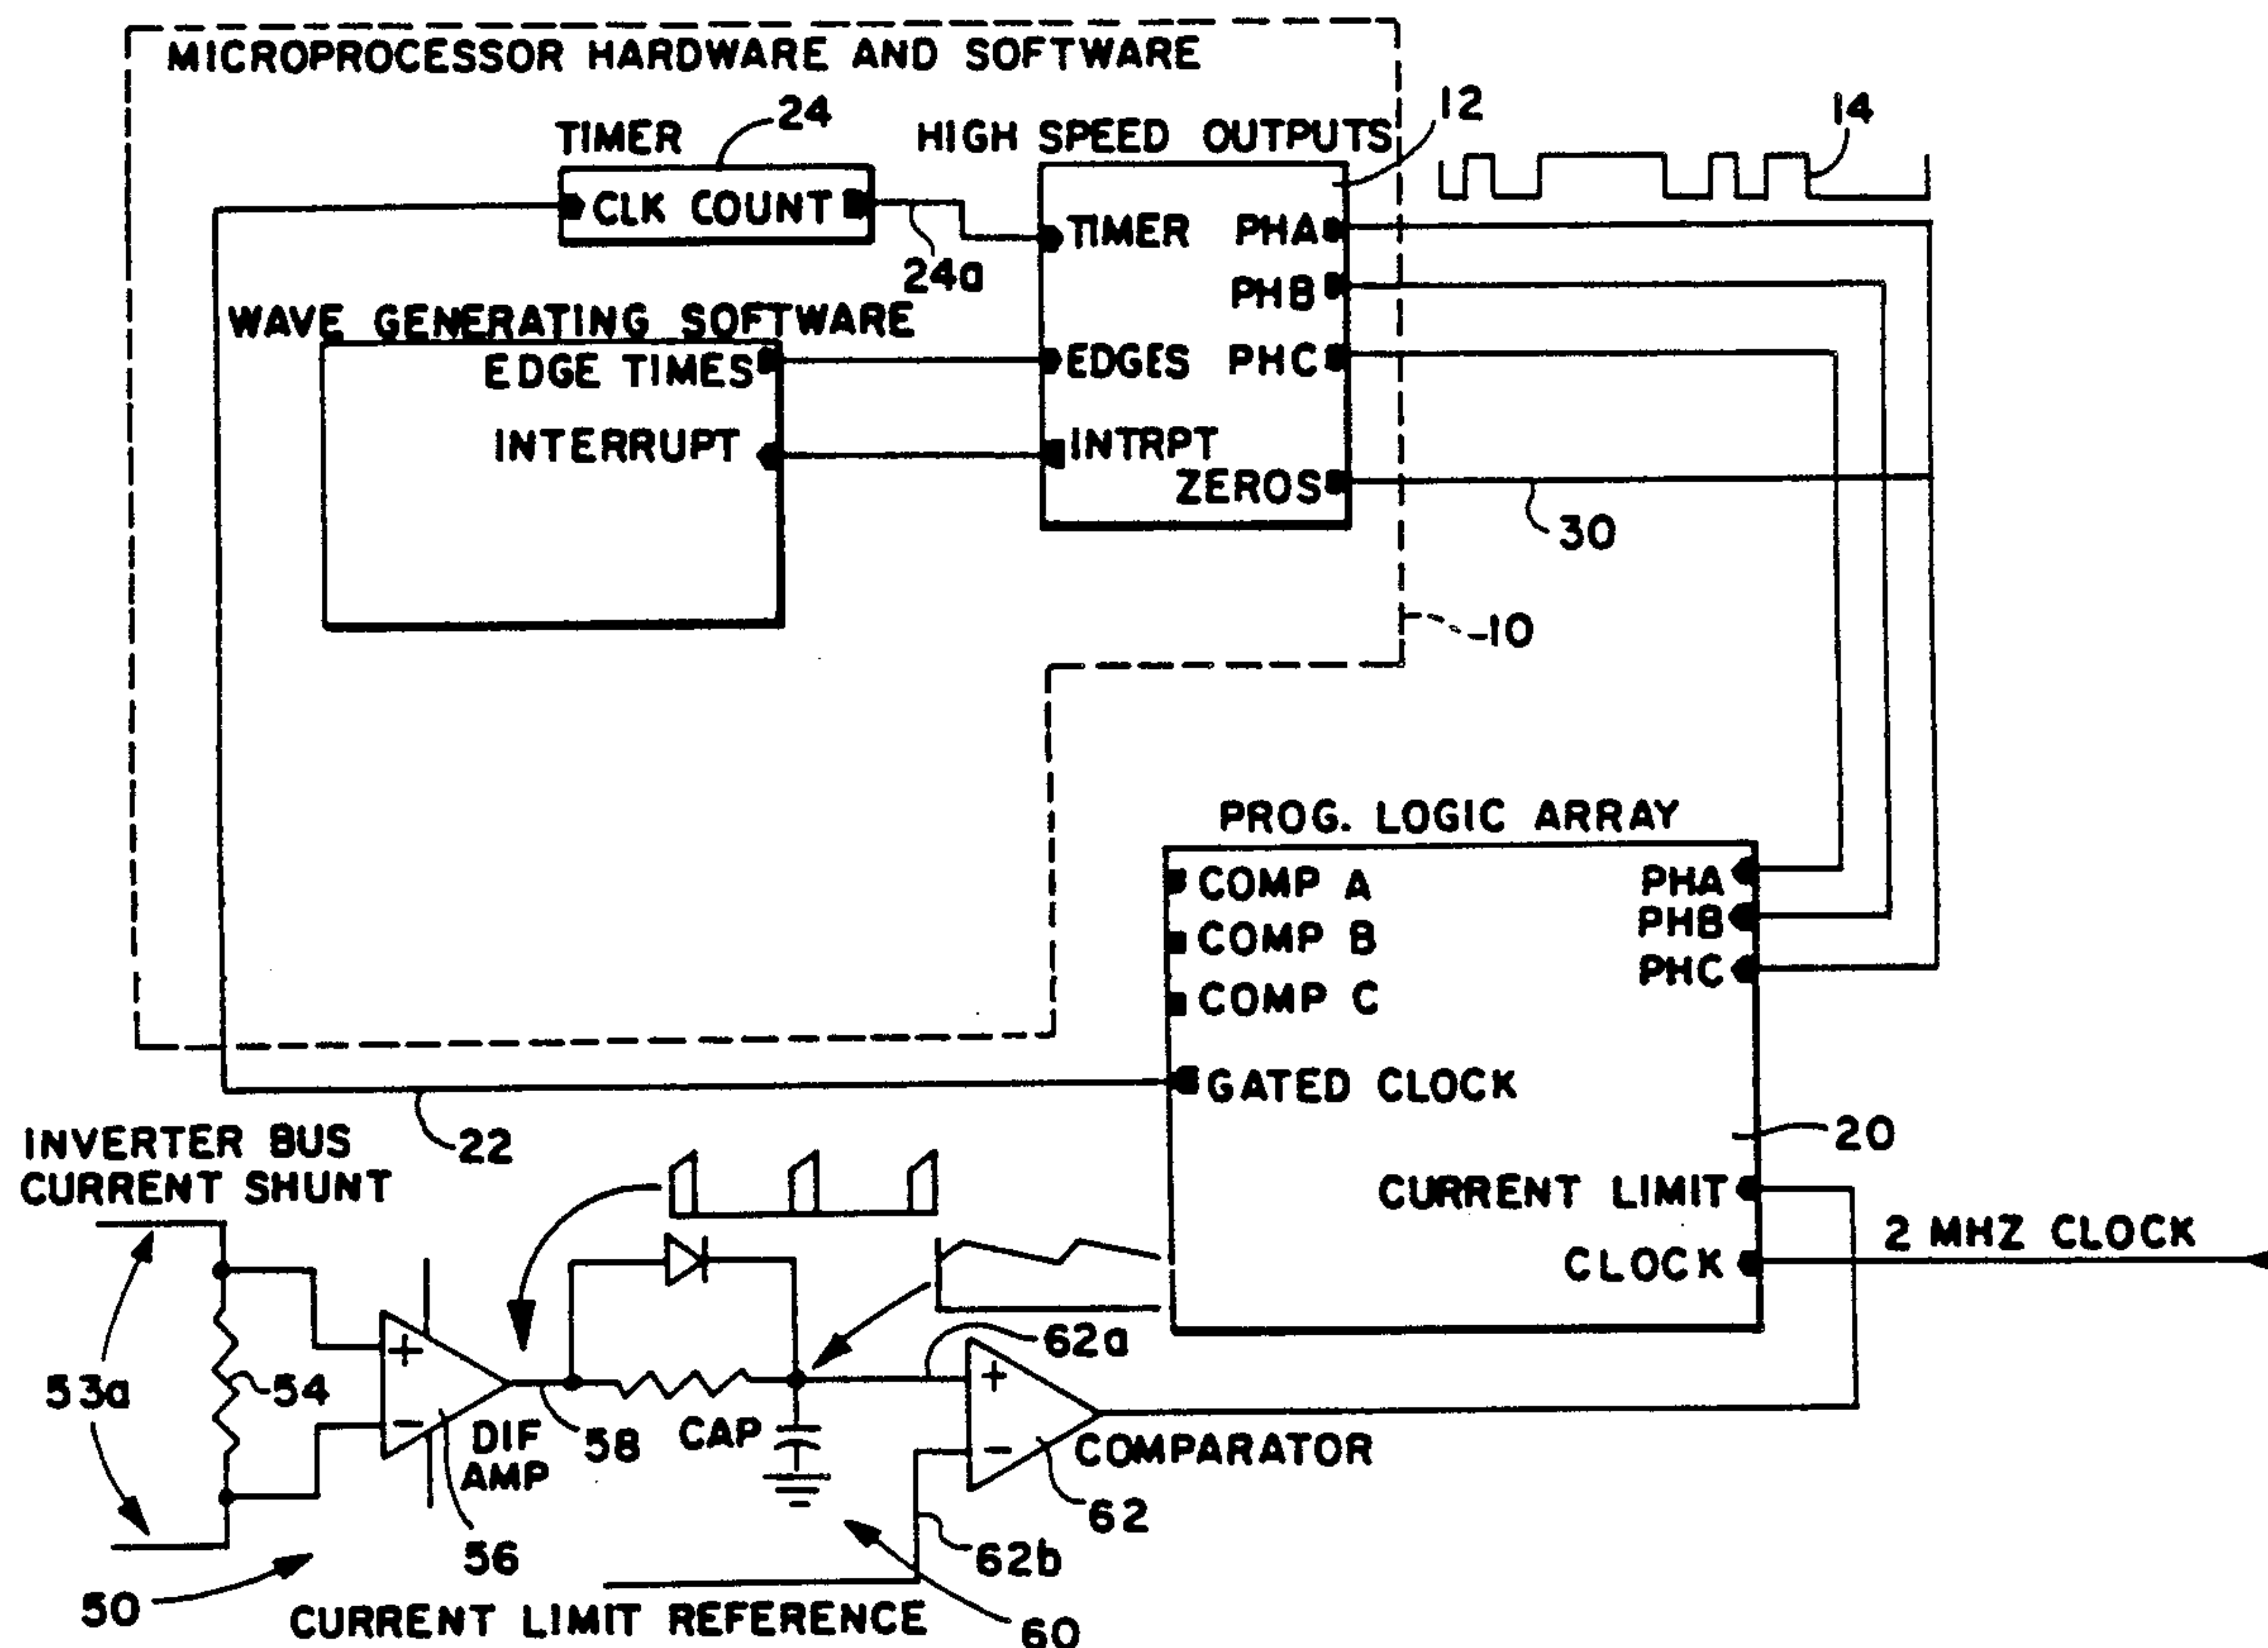 MICROPROCESSOR HARDWARE AND SOFTWARE
TIMER
24
HIGH SPEED OUTPUTS
12
14
CLK COUNT
24a
TIMER PHA
PHB
WAVE GENERATING SOFTWARE
EDGE TIMES
EDGES PHC
INTERRUPT
INTRPT
ZEROS
30
10
PROG. LOGIC ARRAY
COMP A
COMP B
COMP C
PHA
PHB
PHC
GATED CLOCK
22
20
CURRENT LIMIT
CLOCK
2 MHZ CLOCK
INVERTER BUS
CURRENT SHUNT
53a
54
+
-
DIF
AMP
56
58
CAP
62a
+
-
COMPARATOR
62
62b
50
CURRENT LIMIT REFERENCE
60